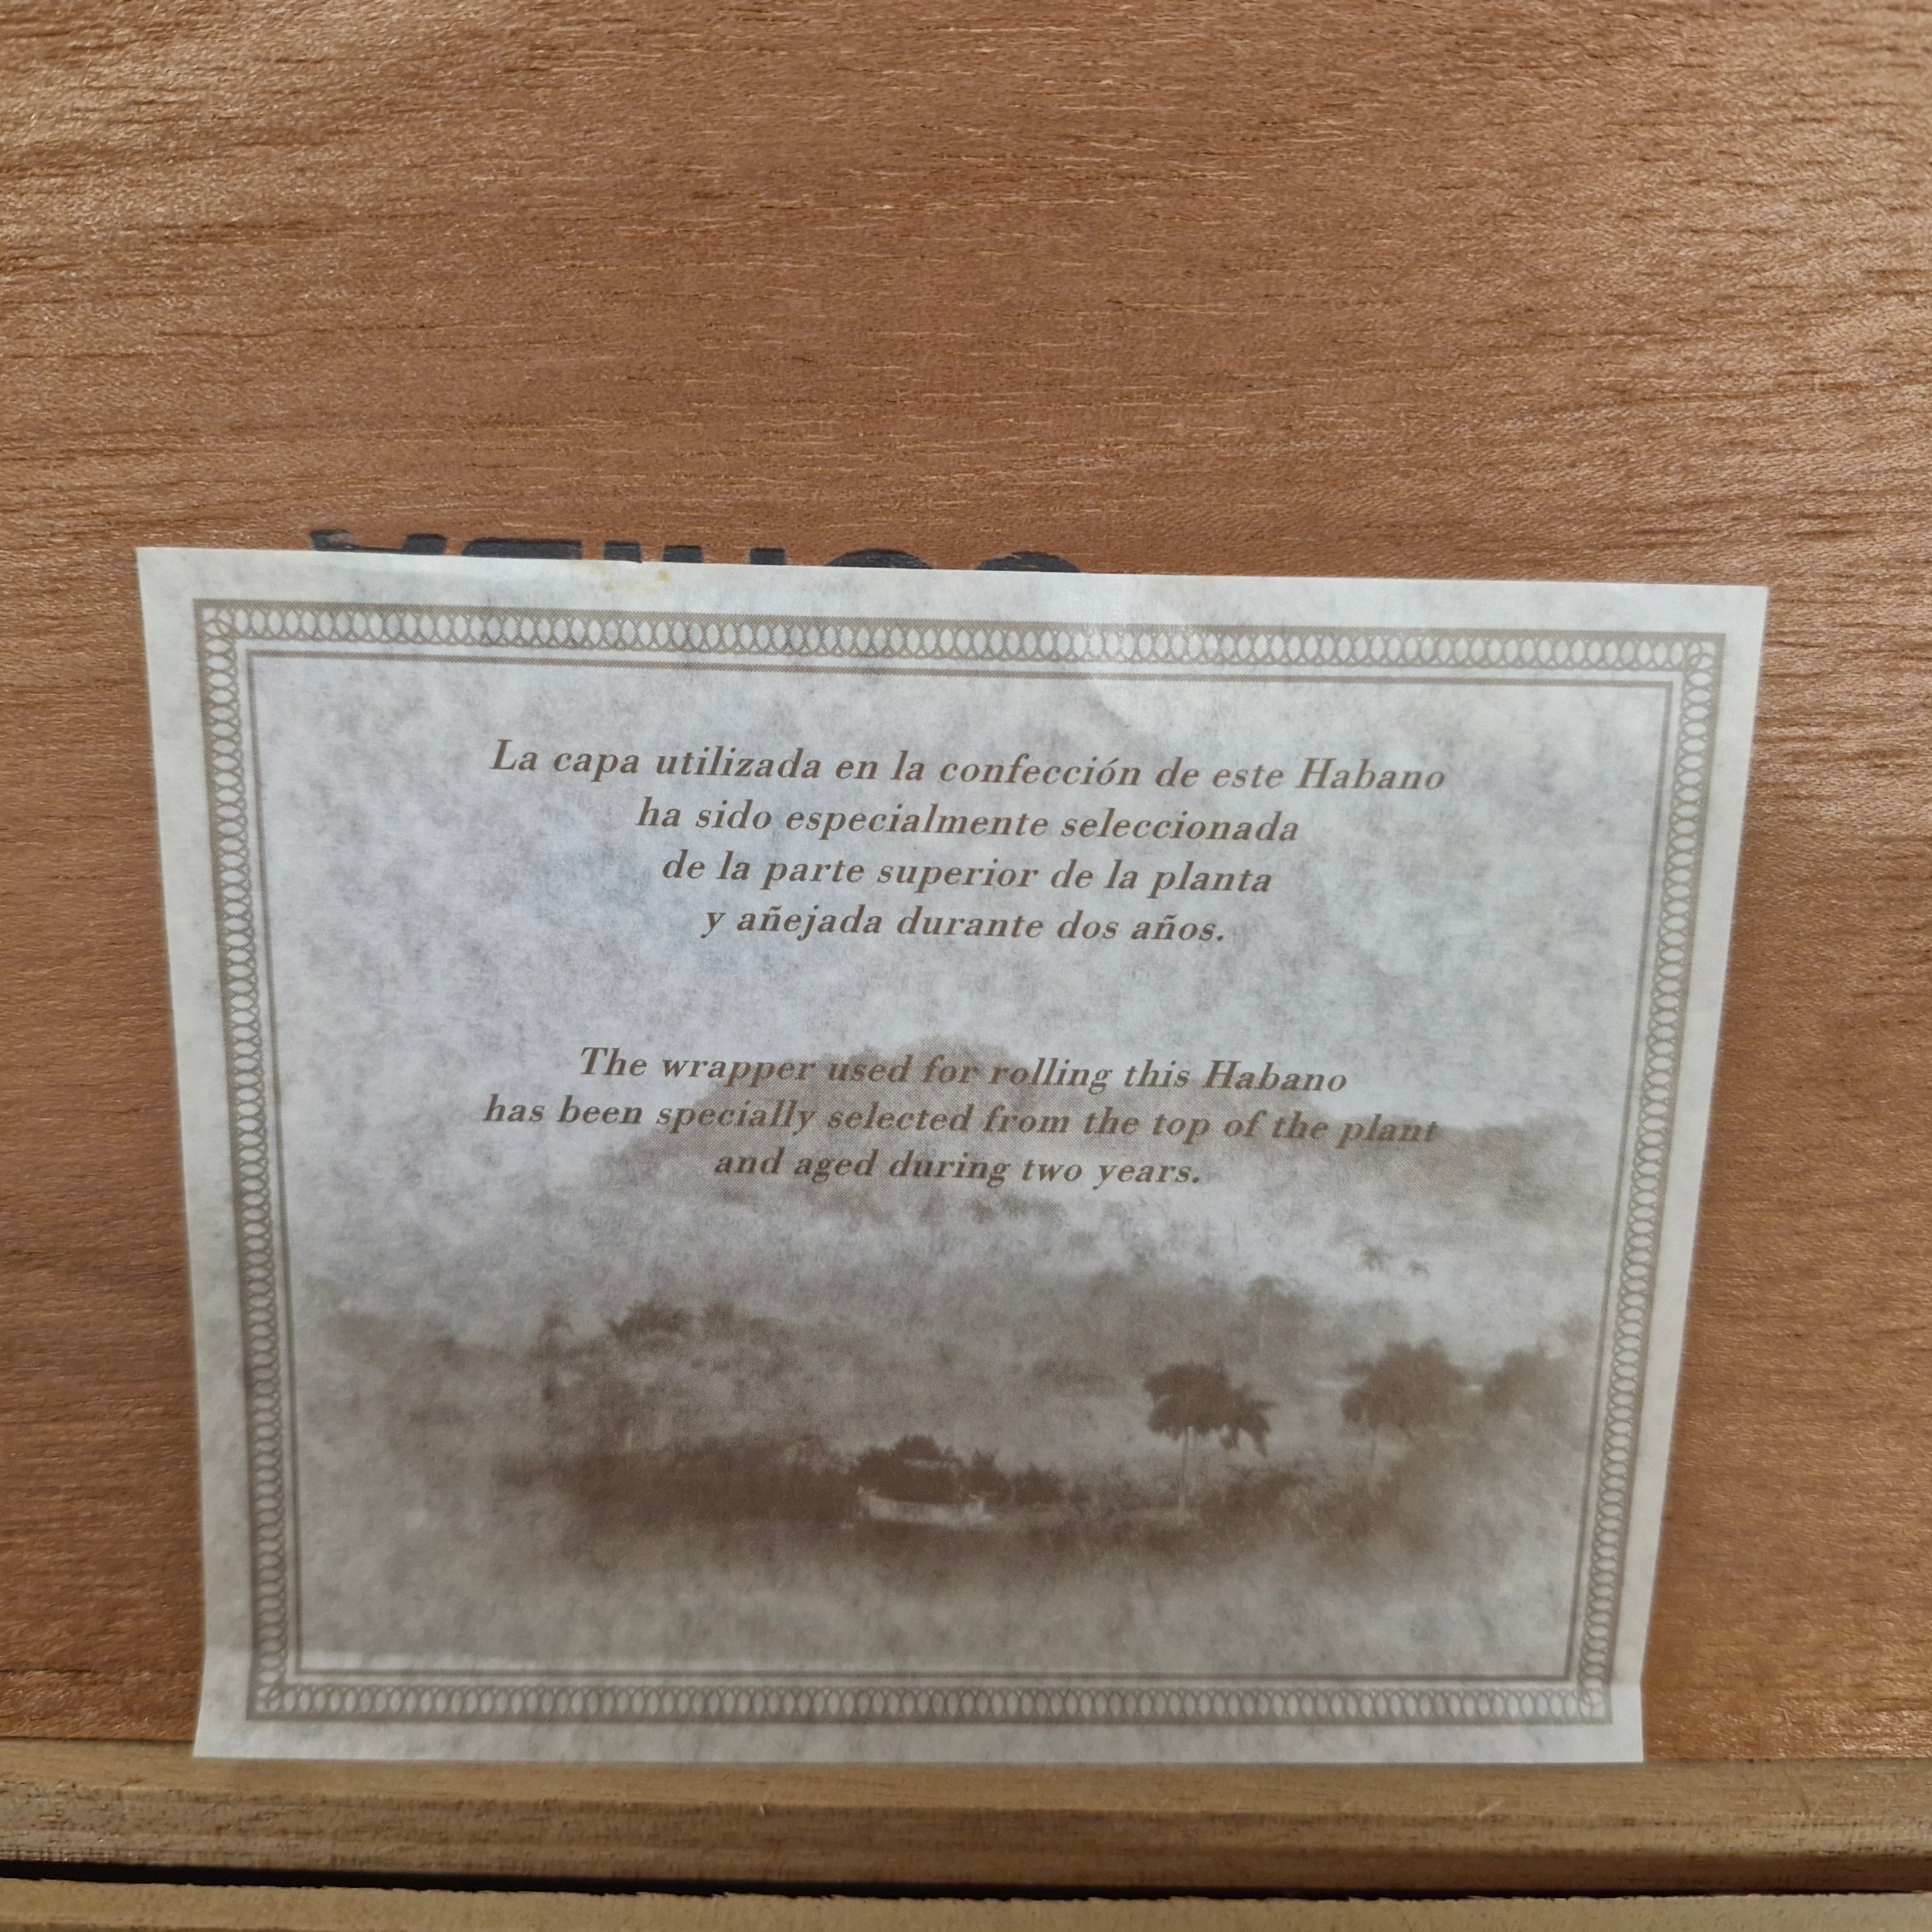 La capa utilizada en la confección de este Habano
ha sido especialmente seleccionada
de la parte superior de la planta
y añejada durante dos años.
The wrapper used for rolling this Habano
has been specially selected from the top of the plant
and aged during two years.